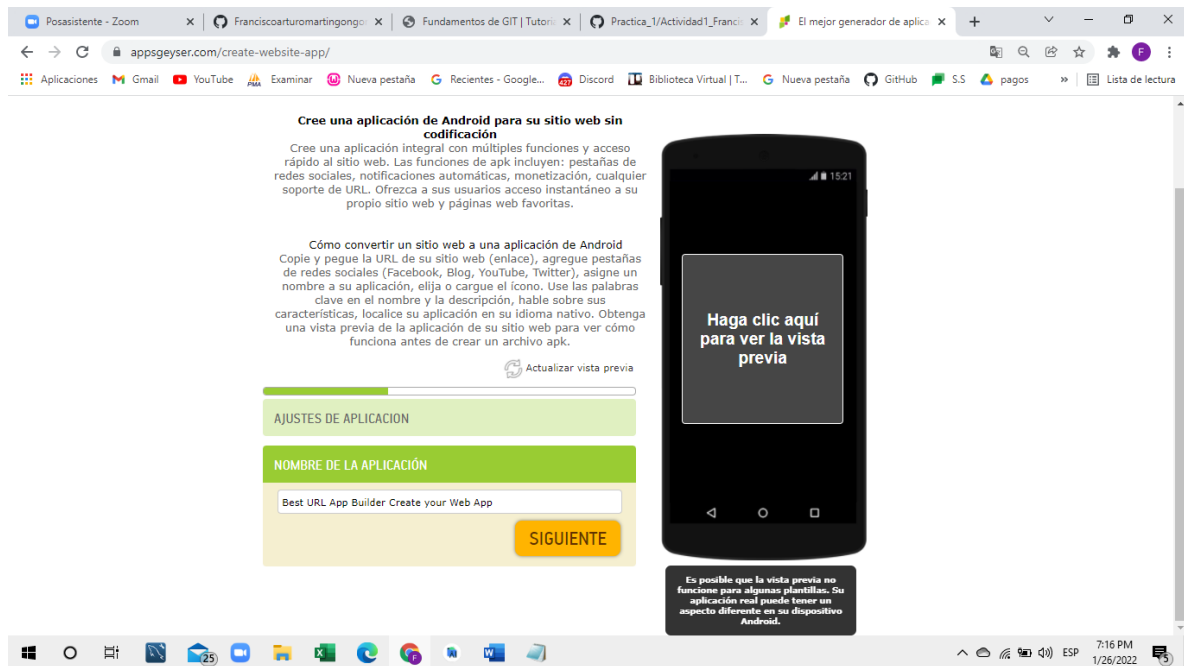 Posasistente - Zoom
Franciscoarturomartingongor
Fundamentos de GIT | Tutori
Practica_1/Actividad1_Francis
El mejor generador de aplica
appsgeyser.com/create-website-app/
F
Aplicaciones
Gmail
YouTube
Examinar
Nueva pestaña
Recientes - Google...
Discord
Biblioteca Virtual | T...
Nueva pestaña
GitHub
S.S
pagos
»
Lista de lectura
Cree una aplicación de Android para su sitio web sin
codificación
Cree una aplicación integral con múltiples funciones y acceso
rápido al sitio web. Las funciones de apk incluyen: pestañas de
redes sociales, notificaciones automáticas, monetización, cualquier
soporte de URL. Ofrezca a sus usuarios acceso instantáneo a su
propio sitio web y páginas web favoritas.
Cómo convertir un sitio web a una aplicación de Android
Copie y pegue la URL de su sitio web (enlace), agregue pestañas
de redes sociales (Facebook, Blog, YouTube, Twitter), asigne un
nombre a su aplicación, elija o cargue el ícono. Use las palabras
clave en el nombre y la descripción, hable sobre sus
características, localice su aplicación en su idioma nativo. Obtenga
una vista previa de la aplicación de su sitio web para ver cómo
funciona antes de crear un archivo apk.
Actualizar vista previa
AJUSTES DE APLICACION
NOMBRE DE LA APLICACIÓN
Best URL App Builder Create your Web App
SIGUIENTE
15:21
Haga clic aquí
para ver la vista
previa
Es posible que la vista previa no
funcione para algunas plantillas. Su
aplicación real puede tener un
aspecto diferente en su dispositivo
Android.
25
ESP
7:16 PM
1/26/2022
5